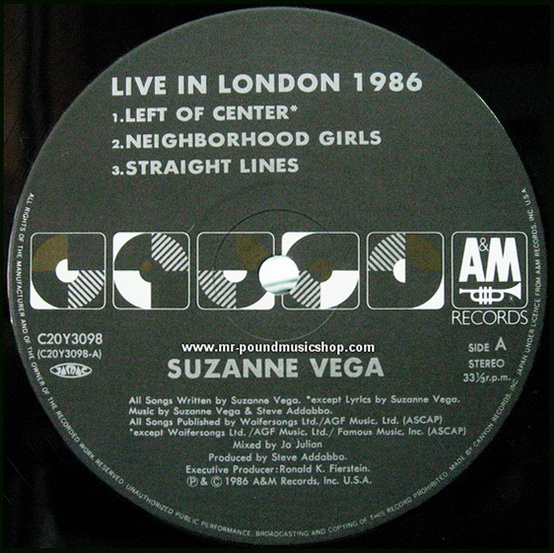 LIVE IN LONDON 1986
1.LEFT OF CENTER*
2.NEIGHBORHOOD GIRLS
3.STRAIGHT LINES
A&M
RECORDS
C20Y3098
(C20Y3098-A)
JASRAC
www.mr-poundmusicshop.com
SIDE A
STEREO
33⅓r.p.m.
SUZANNE VEGA
All Songs Written by Suzanne Vega. *except Lyrics by Suzanne Vega.
Music by Suzanne Vega & Steve Addabbo.
All Songs Published by Waifersongs Ltd./AGF Music, Ltd. (ASCAP)
*except Waifersongs Ltd./AGF Music, Ltd./ Famous Music, Inc. (ASCAP)
Mixed by Jo Julian
Produced by Steve Addabbo.
Executive Producer:Ronald K. Fierstein.
Ⓟ & © 1986 A&M Records, Inc. U.S.A.
ALL RIGHTS OF THE MANUFACTURER AND OF THE OWNER OF THE RECORDED WORK RESERVED. UNAUTHORIZED PUBLIC PERFORMANCE, BROADCASTING AND COPYING OF THIS RECORD PROHIBITED. MADE BY CANYON RECORDS, INC. JAPAN UNDER LICENCE FROM A&M RECORDS, INC. U.S.A.